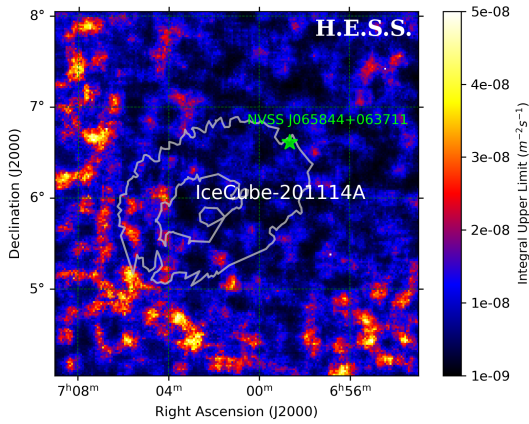 H.E.S.S.
8°
7°
6°
5°
NVSS J065844+063711
IceCube-201114A
7ʰ08ᵐ
04ᵐ
00ᵐ
6ʰ56ᵐ
Right Ascension (J2000)
Declination (J2000)
5e-08
4e-08
3e-08
2e-08
1e-08
1e-09
Integral Upper Limit (m⁻²s⁻¹)